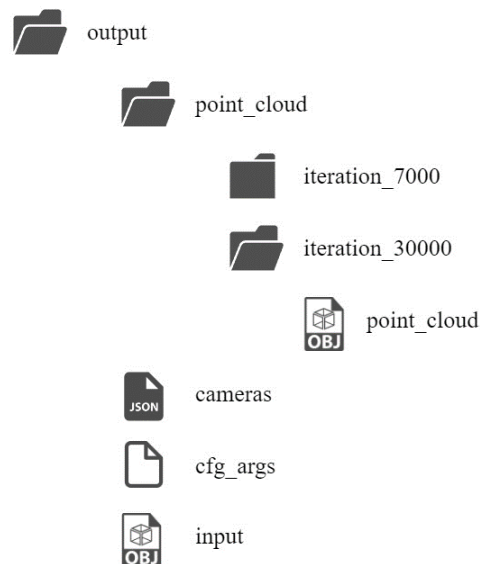 output
point_cloud
iteration_7000
iteration_30000
OBJ
point_cloud
JSON
cameras
cfg_args
OBJ
input